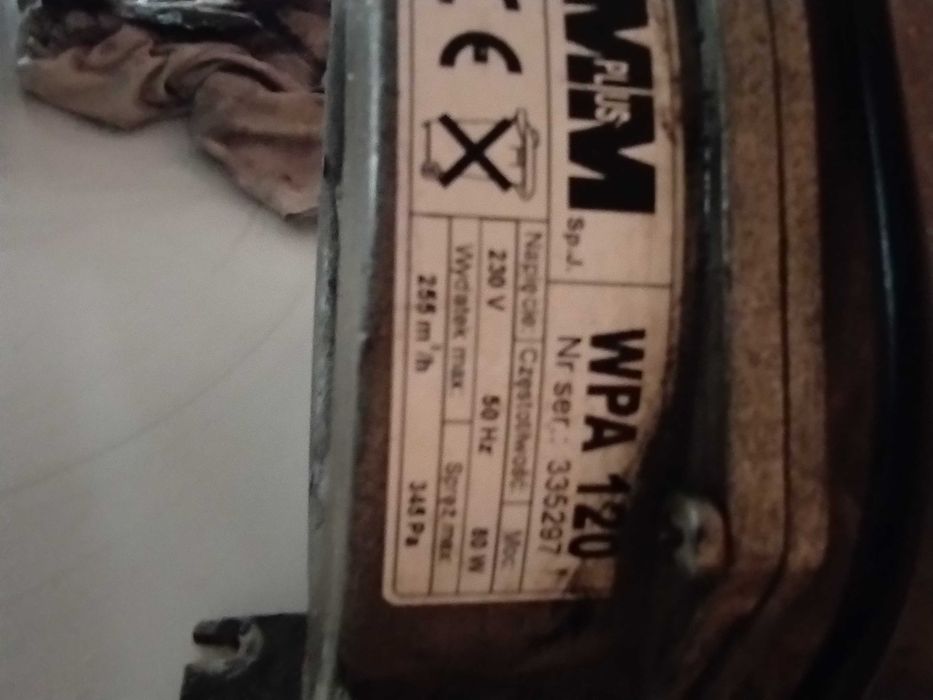 CE
M PLUS M
Sp.J.
WPA 120
Nr ser.: 335297
Napięcie: Częstotliwość: Moc:
230 V 50 Hz 80 W
Wydatek max: Spręż max:
255 m³/h 345 Pa